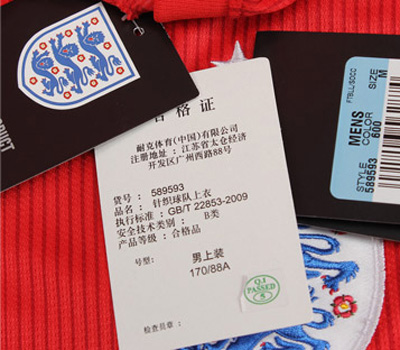 合格证
耐克体育(中国)有限公司
注册地址:江苏省太仓经济
开发区广州西路88号
货号: 589593
品名: 针织球队上衣
执行标准: GB/T 22853-2009
安全技术类别: B类
产品等级: 合格品
号型: 男上装
170/88A
Q.I
PASSED
5
检查员章:
FTBLL/SOCC
MENS
SIZE M
COLOR 600
STYLE 589593